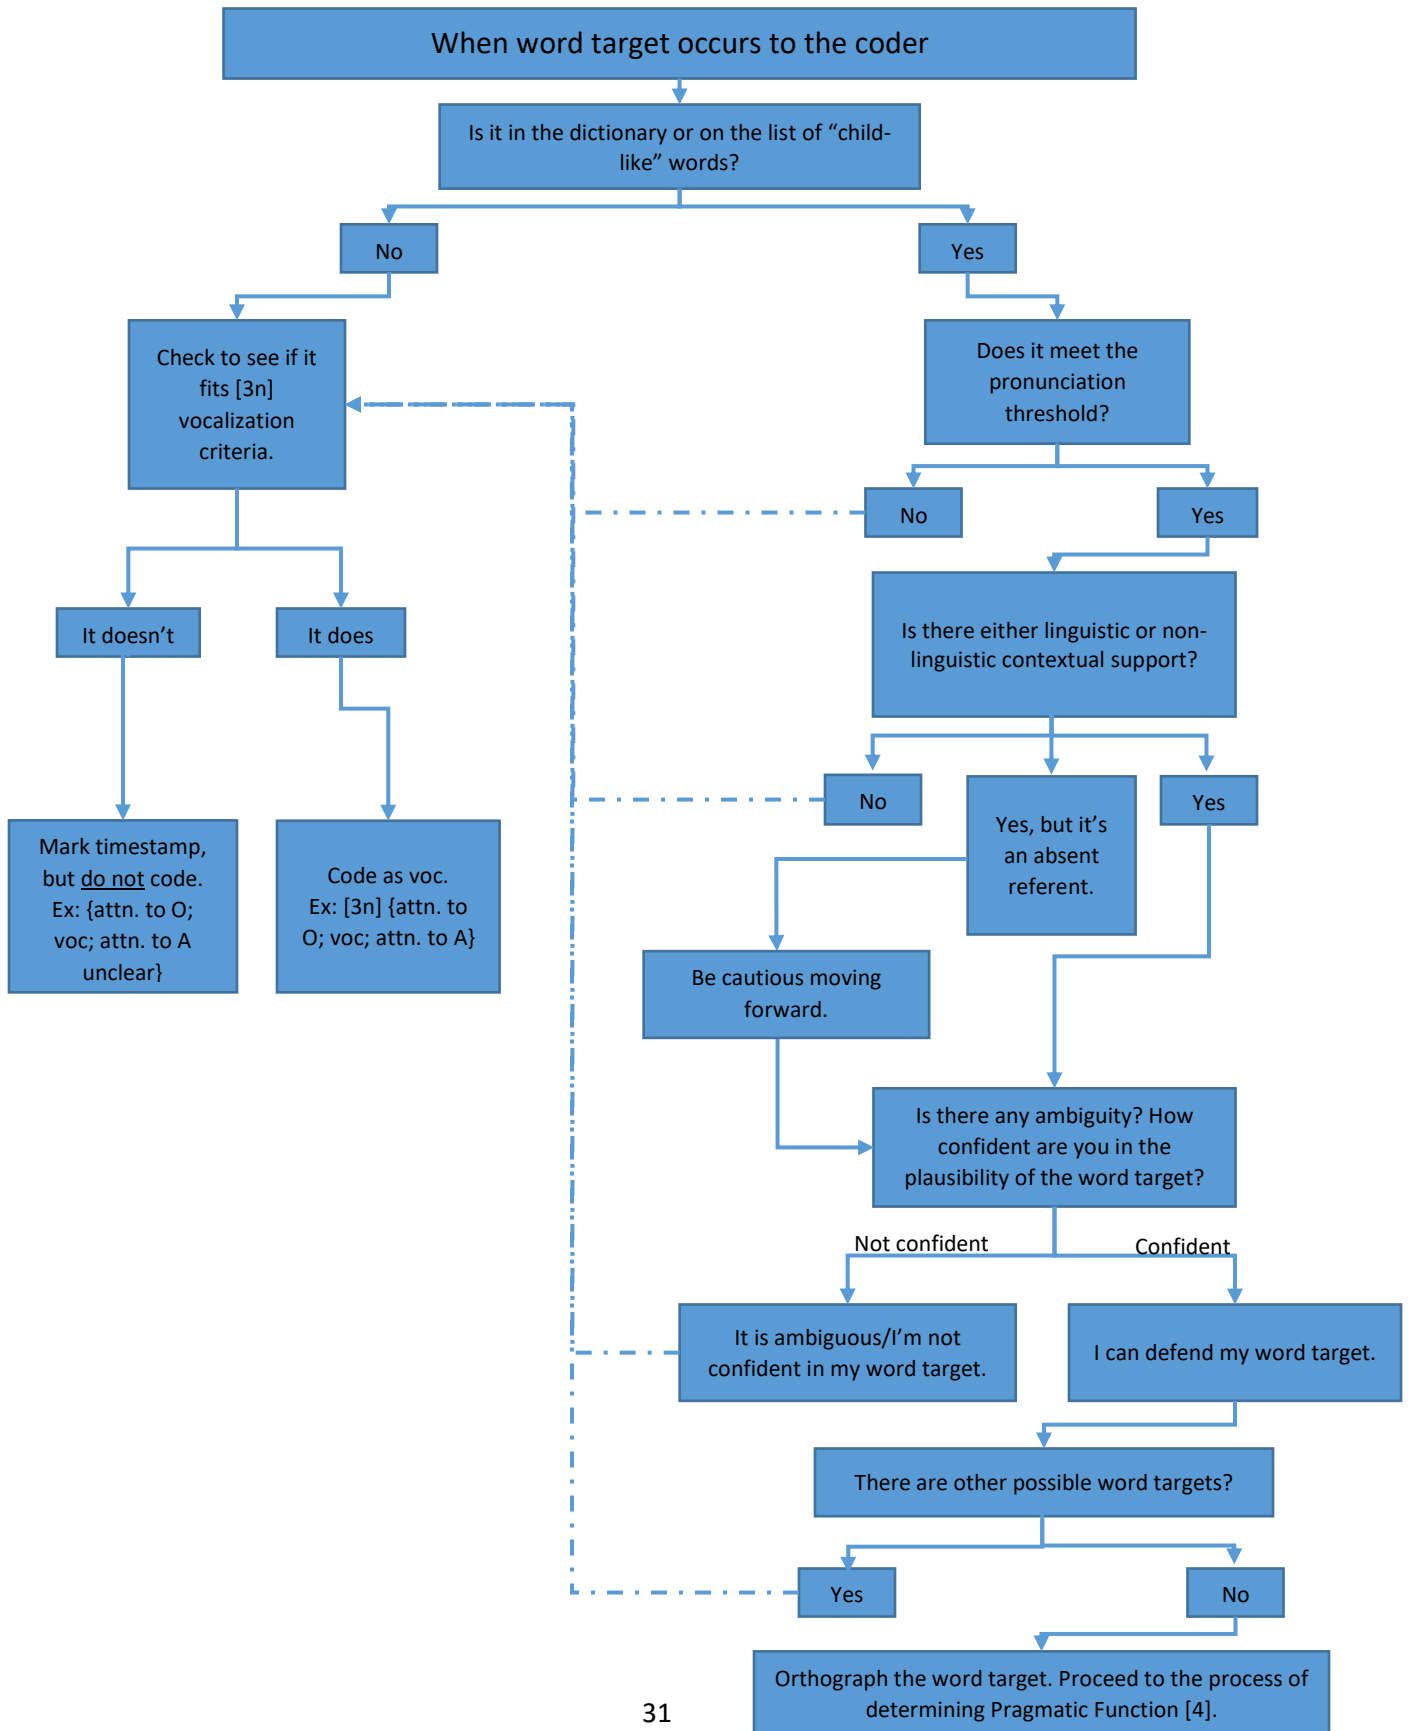 When word target occurs to the coder
Is it in the dictionary or on the list of “child-
like” words?
No
Yes
Check to see if it
fits [3n]
vocalization
criteria.
Does it meet the
pronunciation
threshold?
No
Yes
It doesn’t
It does
Is there either linguistic or non-
linguistic contextual support?
No
Yes, but it’s
an absent
referent.
Yes
Mark timestamp,
but do not code.
Ex: {attn. to O;
voc; attn. to A
unclear}
Code as voc.
Ex: [3n] {attn. to
O; voc; attn. to A}
Be cautious moving
forward.
Is there any ambiguity? How
confident are you in the
plausibility of the word target?
Not confident
Confident
It is ambiguous/I’m not
confident in my word target.
I can defend my word target.
There are other possible word targets?
Yes
No
Orthograph the word target. Proceed to the process of
determining Pragmatic Function [4].
31